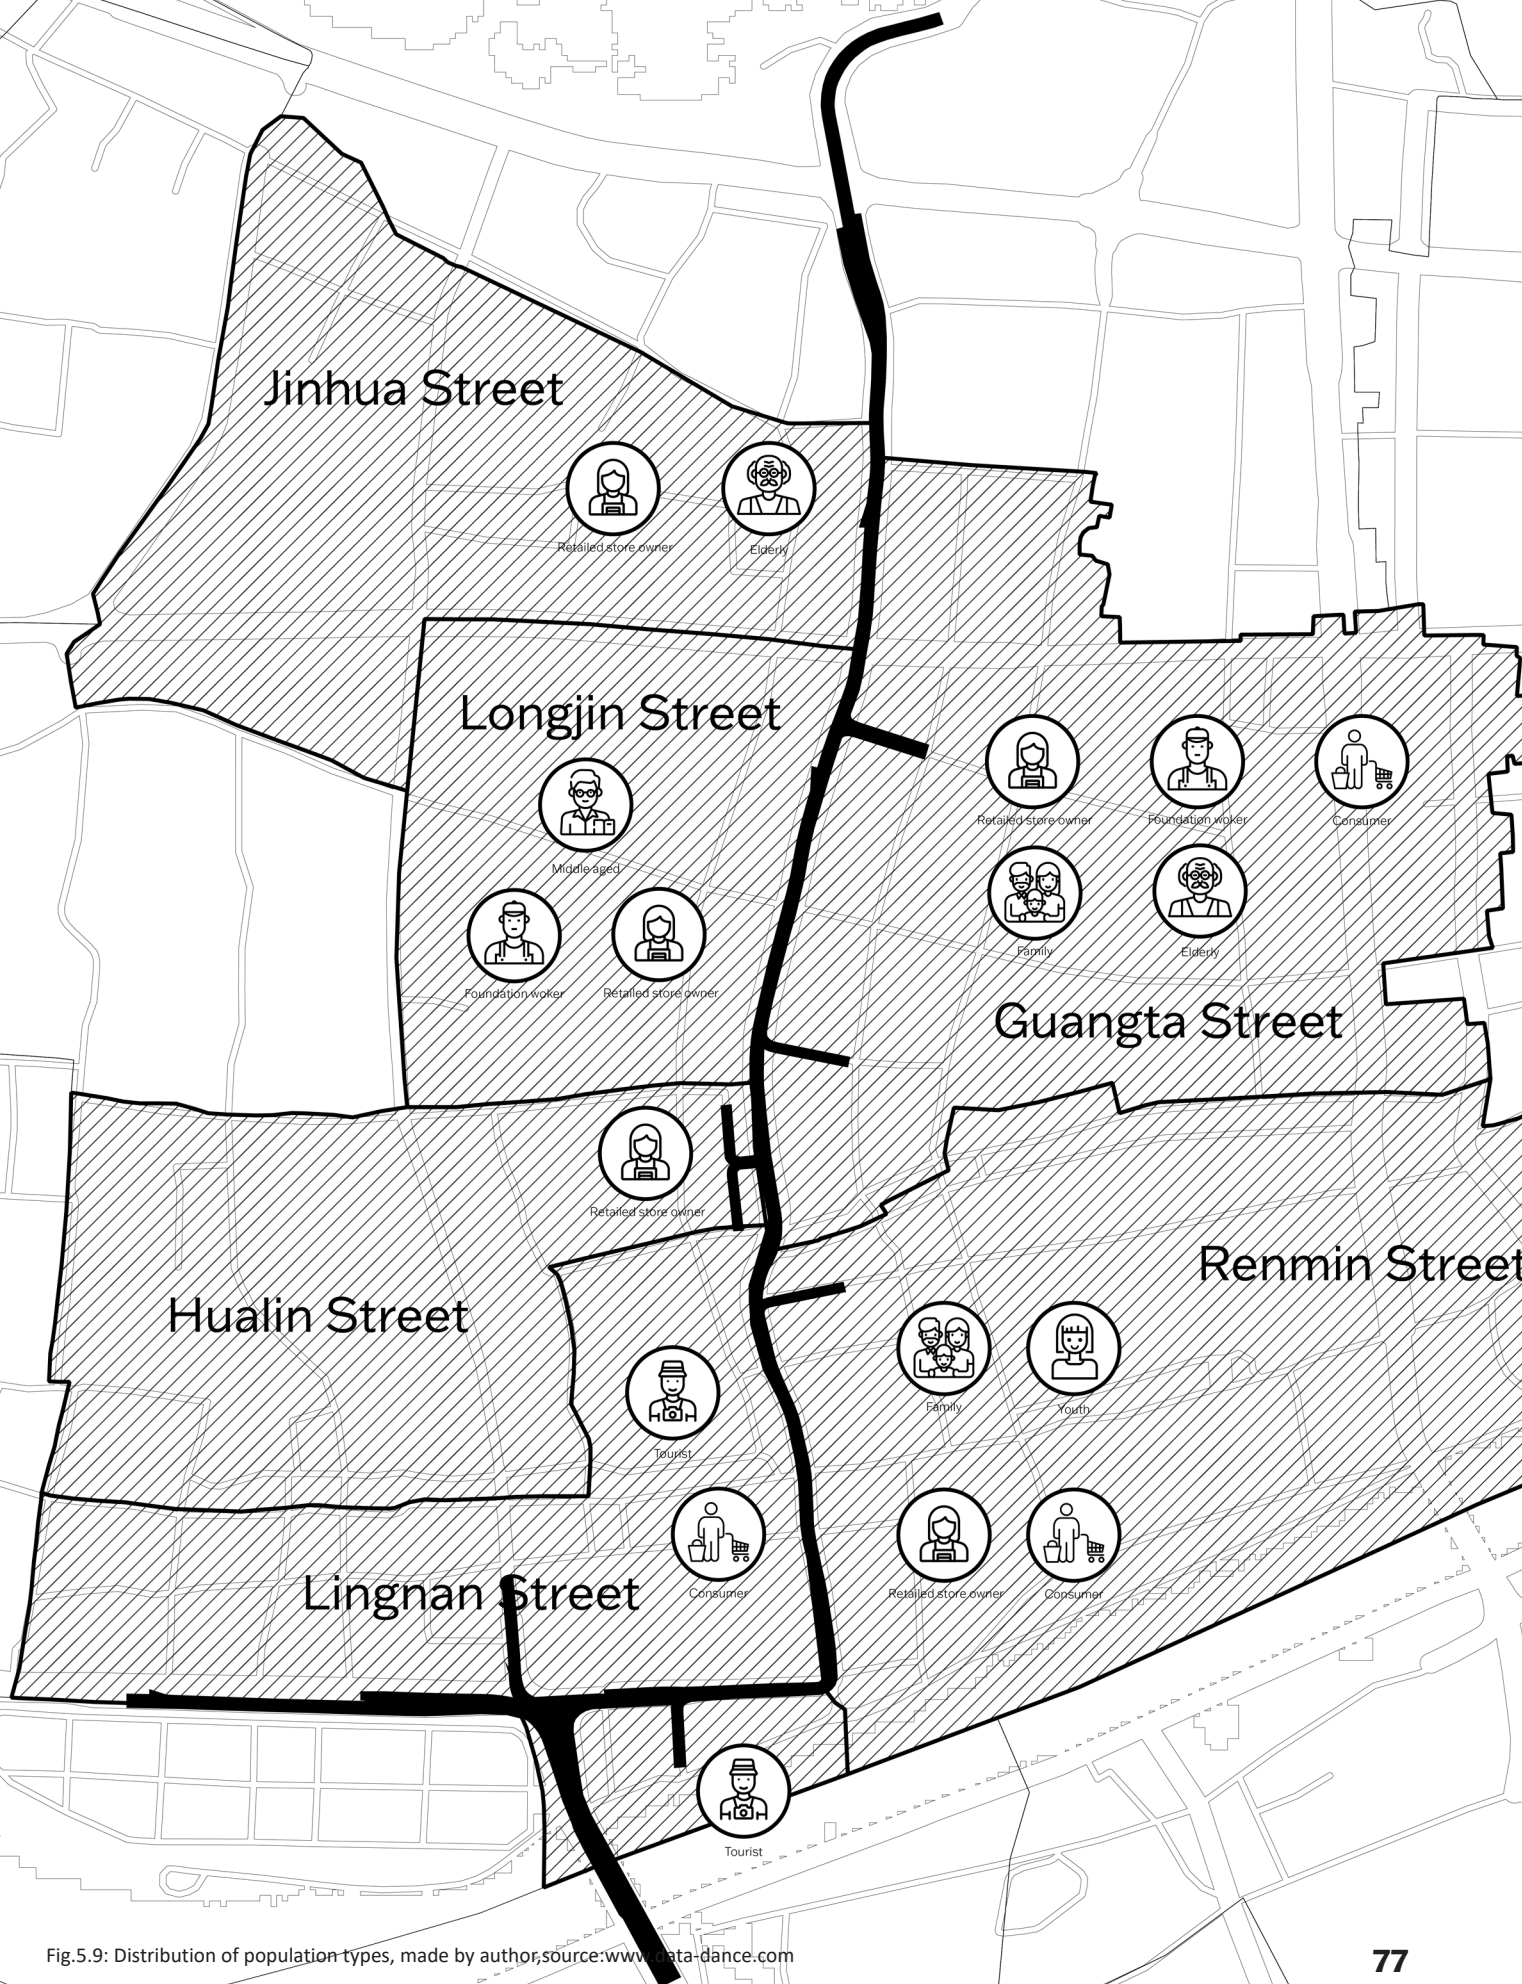 Jinhua Street
Retailed store owner
Elderly
Longjin Street
Middle aged
Foundation woker
Retailed store owner
Retailed store owner
Foundation woker
Consumer
Family
Elderly
Guangta Street
Retailed store owner
Hualin Street
Renmin Street
Family
Youth
Tourist
Consumer
Retailed store owner
Consumer
Lingnan Street
Tourist
Fig.5.9: Distribution of population types, made by author,source:www.data-dance.com
77